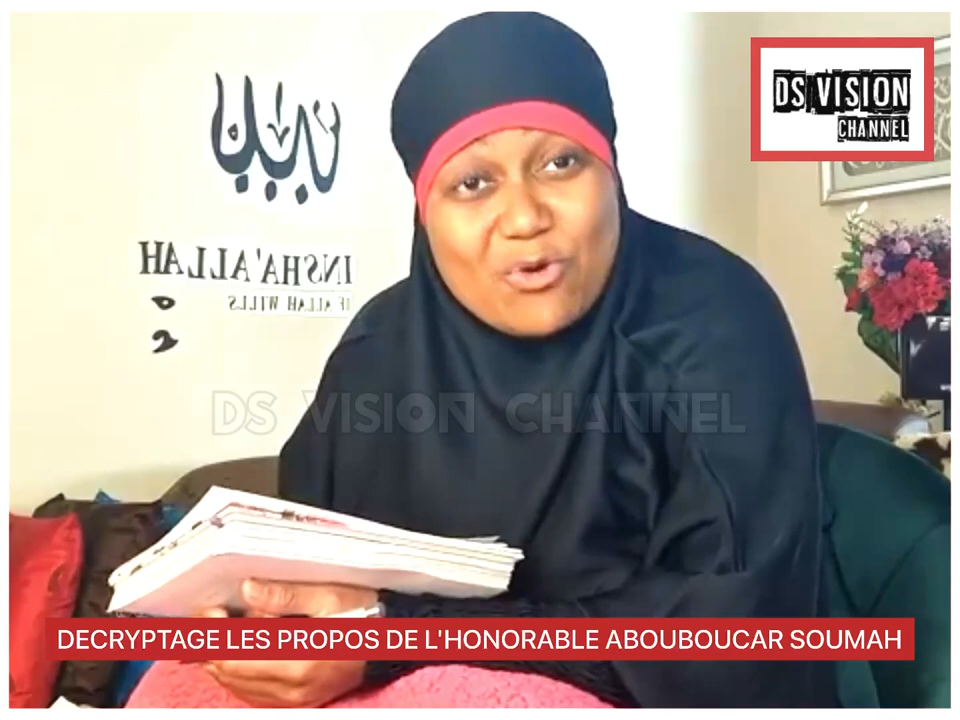 DS VISION
CHANNEL
INSHA'ALLAH
IF ALLAH WILLS
DS VISION CHANNEL
DECRYPTAGE LES PROPOS DE L'HONORABLE ABOUBOUCAR SOUMAH